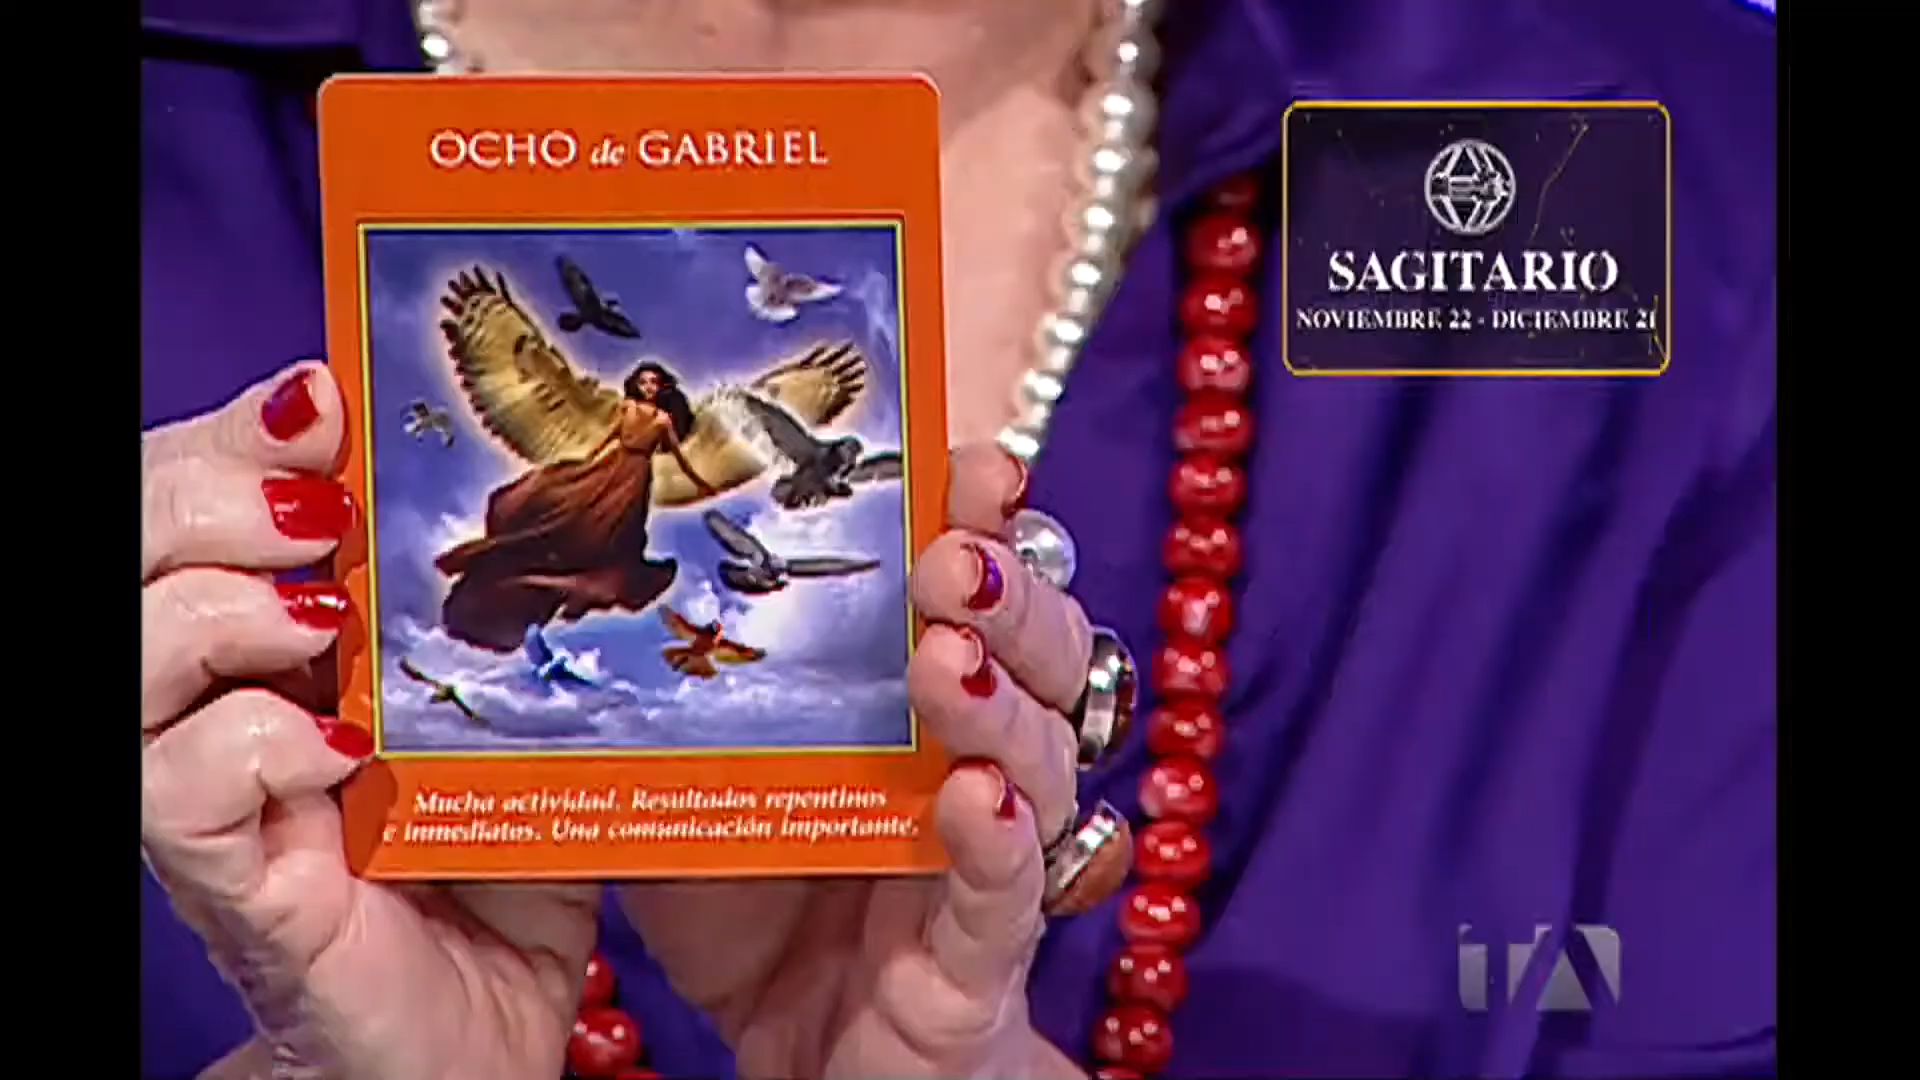 OCHO de GABRIEL
Mucha actividad. Resultados repentinos
e inmediatos. Una comunicación importante.
SAGITARIO
NOVIEMBRE 22 - DICIEMBRE 21